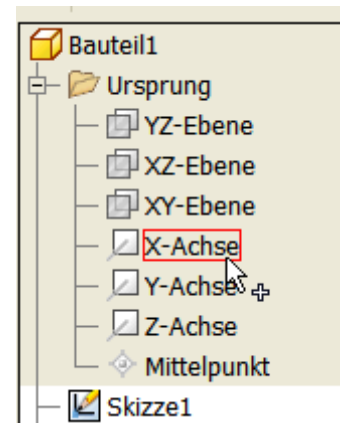 Bauteil1
Ursprung
YZ-Ebene
XZ-Ebene
XY-Ebene
X-Achse
Y-Achse
Z-Achse
Mittelpunkt
Skizze1